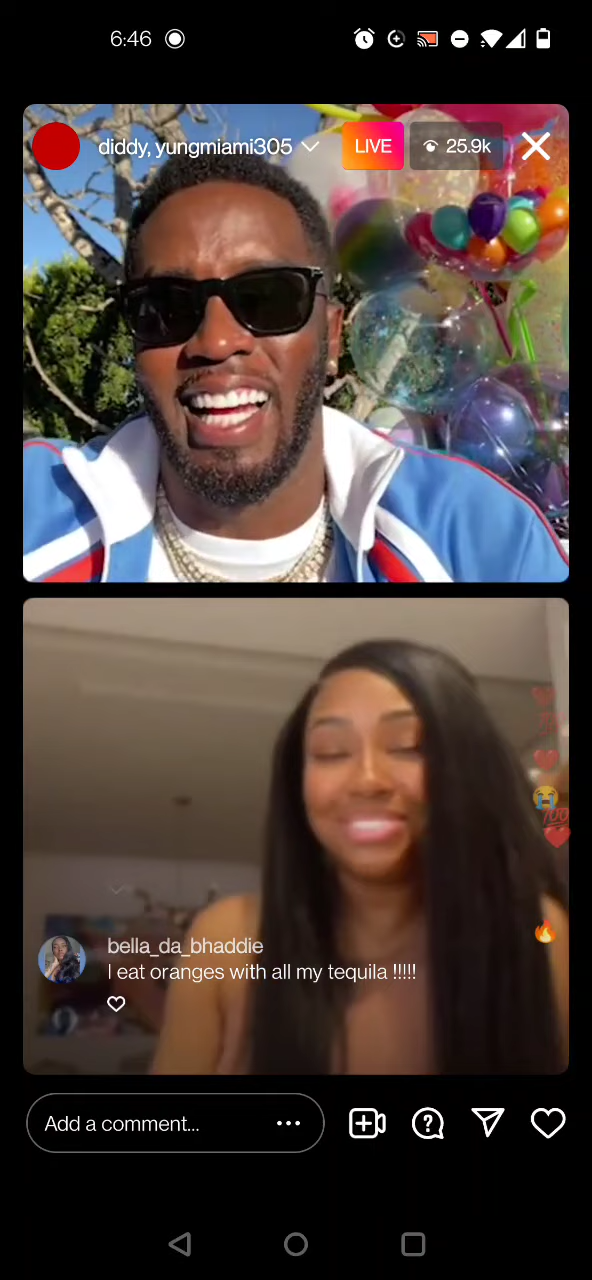 6:46
diddy, yungmiami305
LIVE
25.9k
bella_da_bhaddie
I eat oranges with all my tequila !!!!!
Add a comment...